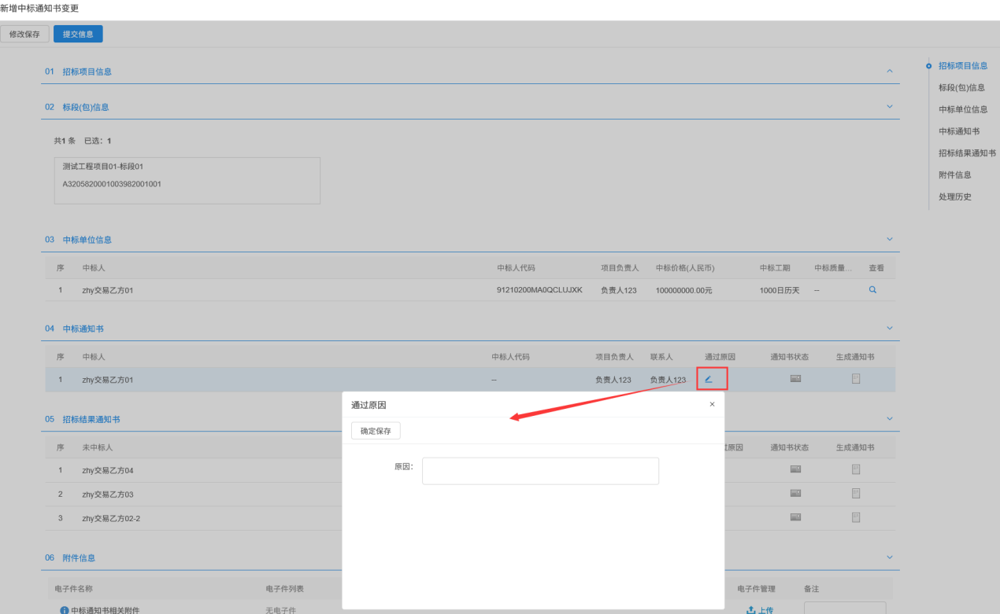 新增中标通知书变更
修改保存 提交信息
01 招标项目信息
02 标段(包)信息
共1 条 已选：1
测试工程项目01-标段01
A3205820001003982001001
03 中标单位信息
序 中标人 中标人代码 项目负责人 中标价格(人民币) 中标工期 中标质量... 查看
1 zhy交易乙方01 91210200MA0QCLUJXK 负责人123 100000000.00元 1000日历天 --
04 中标通知书
序 中标人 中标人代码 项目负责人 联系人 通过原因 通知书状态 生成通知书
1 zhy交易乙方01 -- 负责人123 负责人123
05 招标结果通知书
序 未中标人 过原因 通知书状态 生成通知书
1 zhy交易乙方04
2 zhy交易乙方03
3 zhy交易乙方02-2
06 附件信息
电子件名称 电子件列表 电子件管理 备注
中标通知书相关附件 无电子件 上传
通过原因 ×
确定保存
原因：
招标项目信息
标段(包)信息
中标单位信息
中标通知书
招标结果通知书
附件信息
处理历史